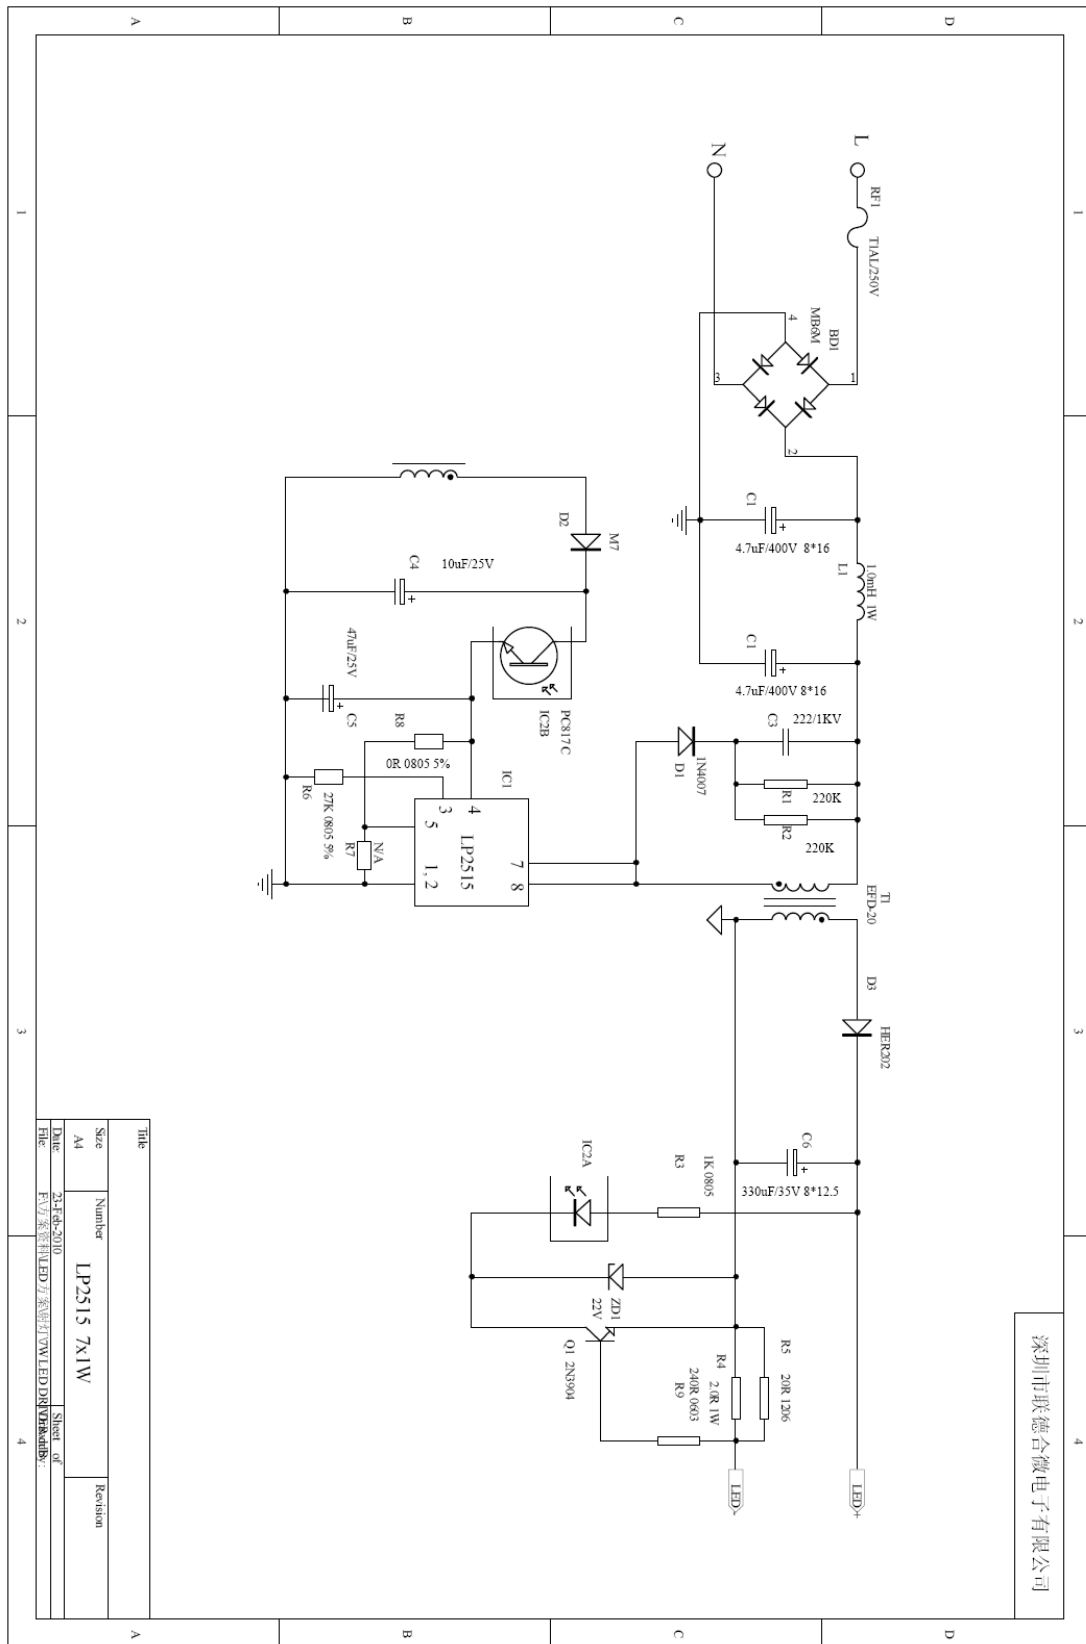 深圳市联德合微电子有限公司
1
2
3
4
D
C
B
A
L
RF1
T1AL/250V
N
BD1
MB6M
1
2
3
4
C1
4.7uF/400V 8*16
1.0mH 1W
L1
C1
4.7uF/400V 8*16
C3
222/1KV
R1
220K
R2
220K
1N4007
D1
T1
EFD-20
D3
HER202
C6
330uF/35V 8*12.5
1K 0805
R3
IC2A
ZD1
22V
Q1 2N3904
R5
20R 1206
R4
2.0R 1W
240R 0603
R9
LED+
LED-
M7
D2
C4
10uF/25V
PC817C
IC2B
47uF/25V
C5
R8
0R 0805 5%
R6
27K 0805 5%
R7
N/A
IC1
LP2515
3
4
5
1, 2
7
8
Title
Size
A4
Number
LP2515 7x1W
Revision
Date:
23-Feb-2010
Sheet of
File:
1
2
3
4
D
C
B
A